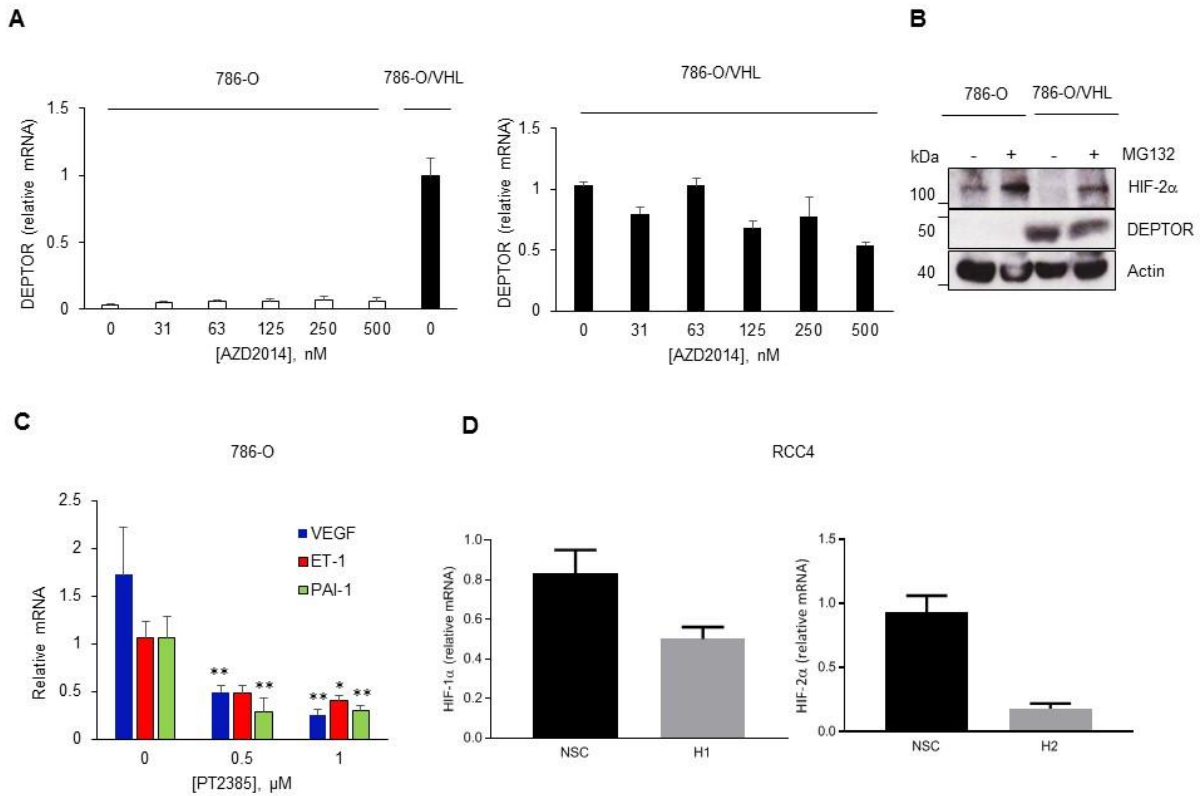 A
786-O
786-O/VHL
DEPTOR (relative mRNA)
1.5
1
0.5
0
0 31 63 125 250 500 0
[AZD2014], nM
786-O/VHL
DEPTOR (relative mRNA)
1.5
1
0.5
0
0 31 63 125 250 500
[AZD2014], nM
B
786-O 786-O/VHL
kDa - + - + MG132
100 HIF-2α
50 DEPTOR
40 Actin
C
786-O
Relative mRNA
2.5
2
1.5
1
0.5
0
VEGF
ET-1
PAI-1
** ** ** * **
0 0.5 1
[PT2385], µM
D
RCC4
HIF-1α (relative mRNA)
1.0
0.8
0.6
0.4
0.2
0.0
NSC H1
HIF-2α (relative mRNA)
1.5
1.0
0.5
0.0
NSC H2